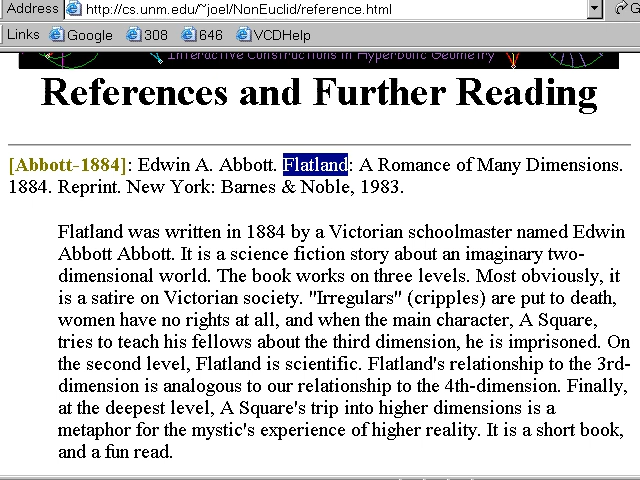 Address http://cs.unm.edu/~joel/NonEuclid/reference.html
Links Google 308 646 VCDHelp
Interactive Constructions in Hyperbolic Geometry
References and Further Reading
[Abbott-1884]: Edwin A. Abbott. Flatland: A Romance of Many Dimensions.
1884. Reprint. New York: Barnes & Noble, 1983.
Flatland was written in 1884 by a Victorian schoolmaster named Edwin
Abbott Abbott. It is a science fiction story about an imaginary two-
dimensional world. The book works on three levels. Most obviously, it
is a satire on Victorian society. "Irregulars" (cripples) are put to death,
women have no rights at all, and when the main character, A Square,
tries to teach his fellows about the third dimension, he is imprisoned. On
the second level, Flatland is scientific. Flatland's relationship to the 3rd-
dimension is analogous to our relationship to the 4th-dimension. Finally,
at the deepest level, A Square's trip into higher dimensions is a
metaphor for the mystic's experience of higher reality. It is a short book,
and a fun read.